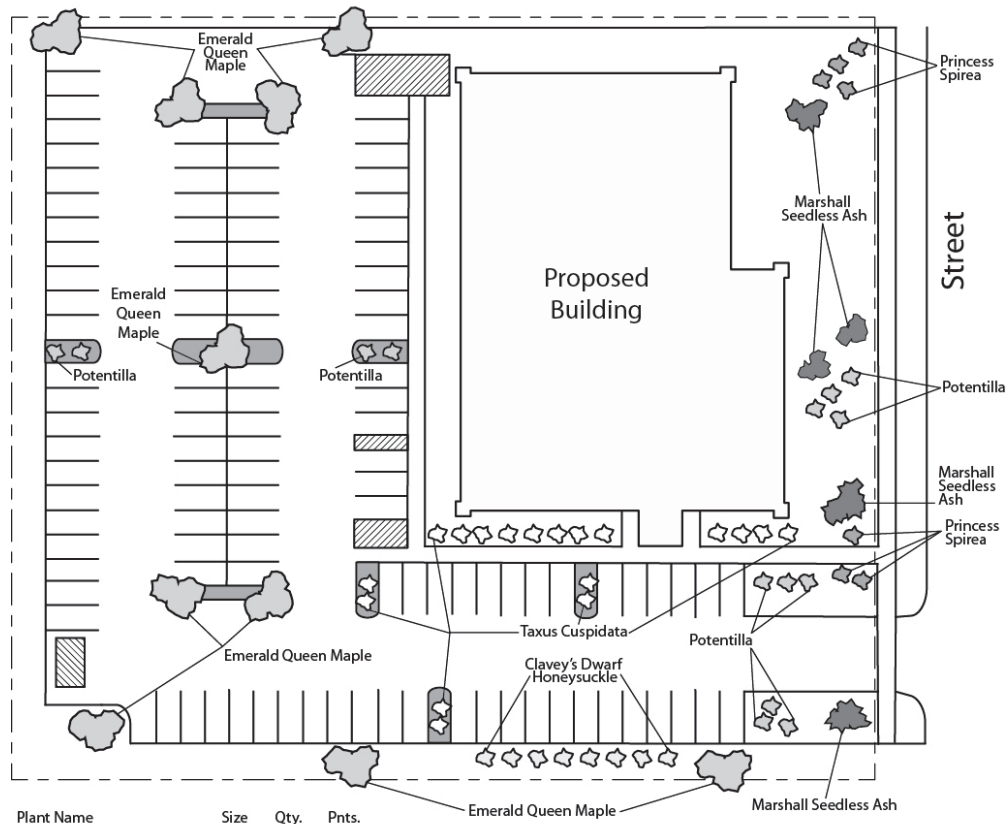 Emerald
Queen
Maple
Princess
Spirea
Marshall
Seedless Ash
Street
Proposed
Building
Emerald
Queen
Maple
Potentilla
Potentilla
Potentilla
Marshall
Seedless
Ash
Princess
Spirea
Taxus Cuspidata
Potentilla
Emerald Queen Maple
Clavey's Dwarf
Honeysuckle
Emerald Queen Maple
Marshall Seedless Ash
Plant Name Size Qty. Pnts.